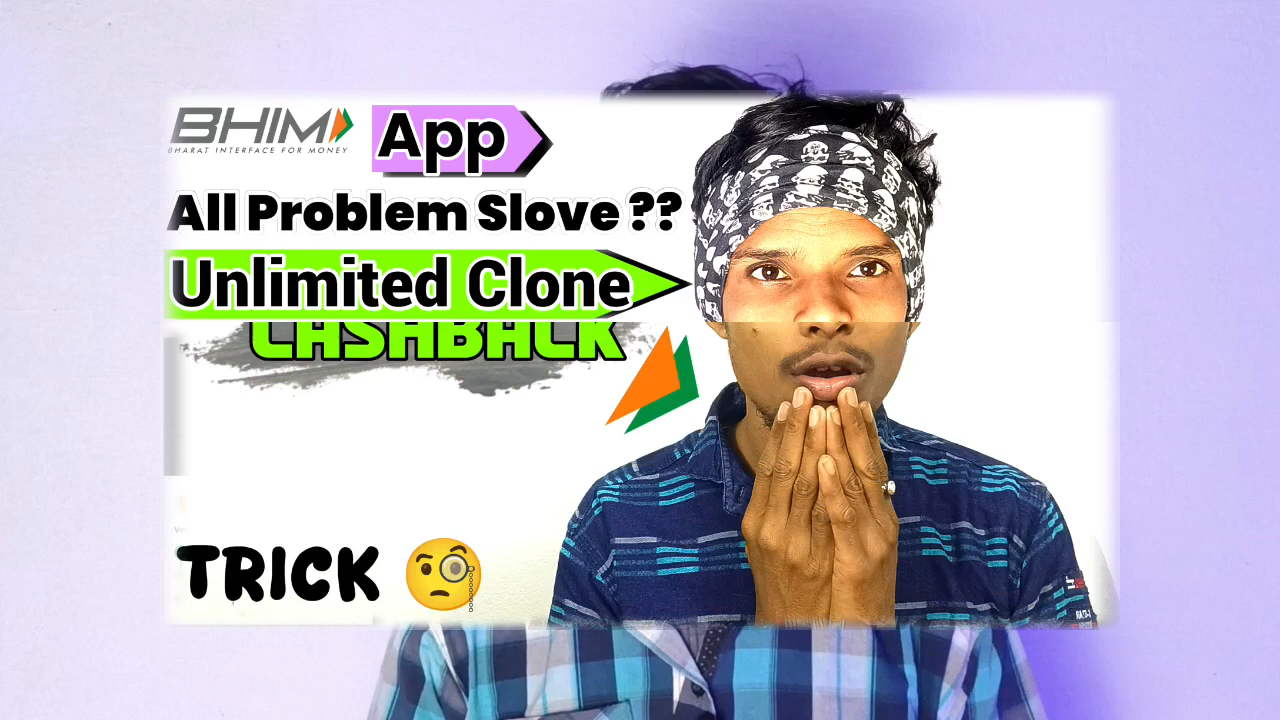 BHIM
BHARAT INTERFACE FOR MONEY
App
All Problem Slove ??
Unlimited Clone
CASHBACK
TRICK